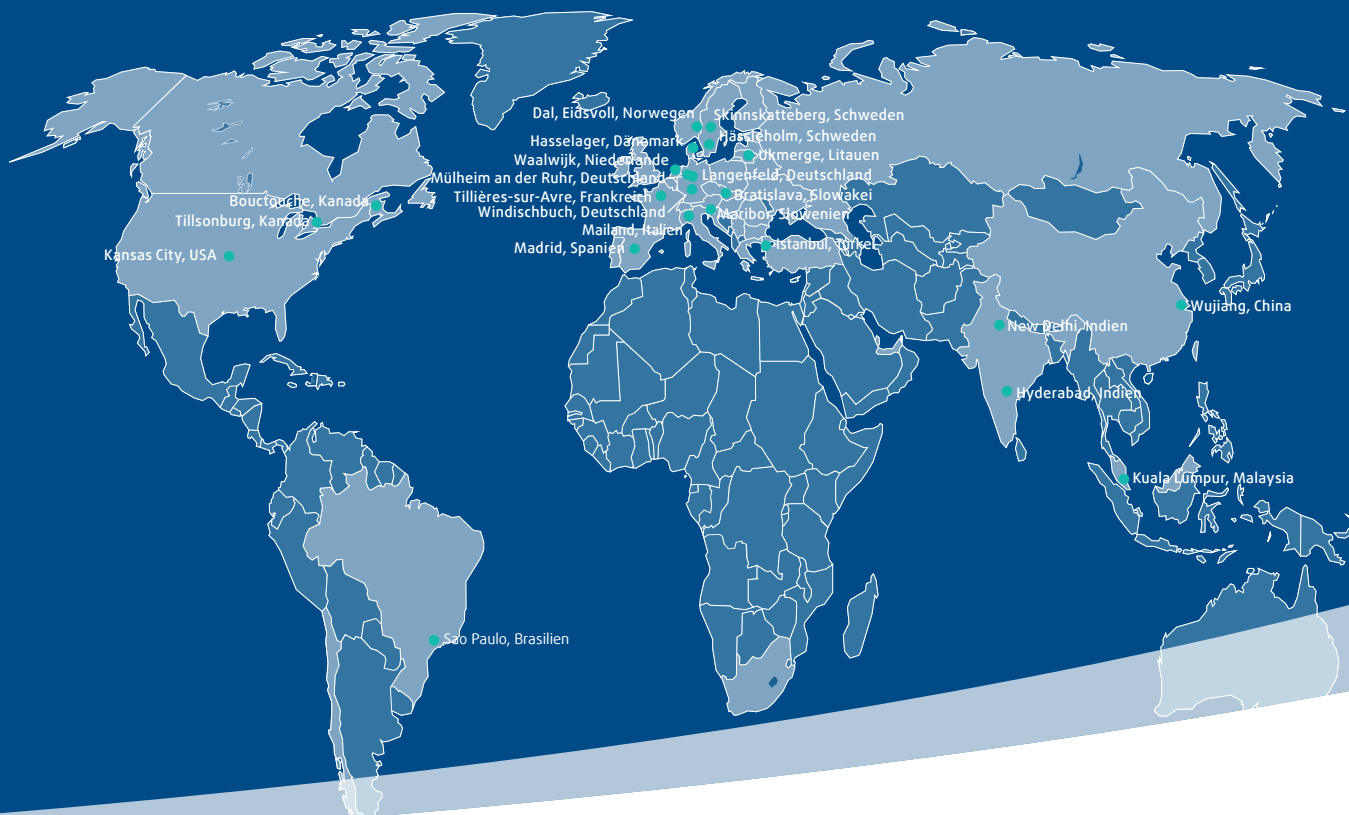 Dal, Eidsvoll, Norwegen
Skinnskatteberg, Schweden
Hasselager, Dänemark
Hässleholm, Schweden
Waalwijk, Niederlande
Ukmerge, Litauen
Mülheim an der Ruhr, Deutschland
Langenfeld, Deutschland
Tillières-sur-Avre, Frankreich
Bratislava, Slowakei
Windischbuch, Deutschland
Maribor, Slowenien
Mailand, Italien
Madrid, Spanien
Istanbul, Türkei
Bouctouche, Kanada
Tillsonburg, Kanada
Kansas City, USA
Wujiang, China
New Delhi, Indien
Hyderabad, Indien
Kuala Lumpur, Malaysia
Sao Paulo, Brasilien